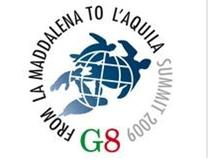 FROM LA MADDALENA TO L'AQUILA SUMMIT 2009
G8